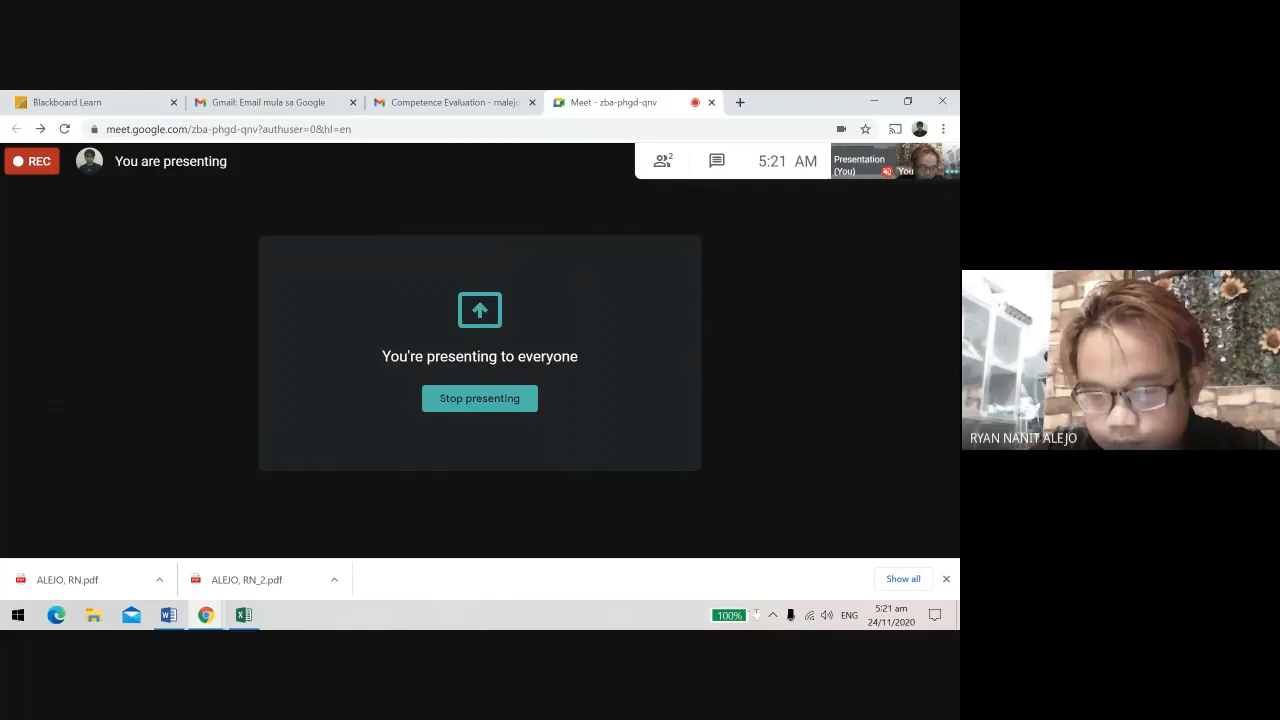 Blackboard Learn
Gmail: Email mula sa Google
Competence Evaluation - rnalejo
Meet - zba-phgd-qnv
meet.google.com/zba-phgd-qnv?authuser=0&hl=en
REC
You are presenting
2
5:21 AM
Presentation
(You)
You
You're presenting to everyone
Stop presenting
RYAN NANIT ALEJO
ALEJO, RN.pdf
ALEJO, RN_2.pdf
Show all
100%
ENG
5:21 am
24/11/2020